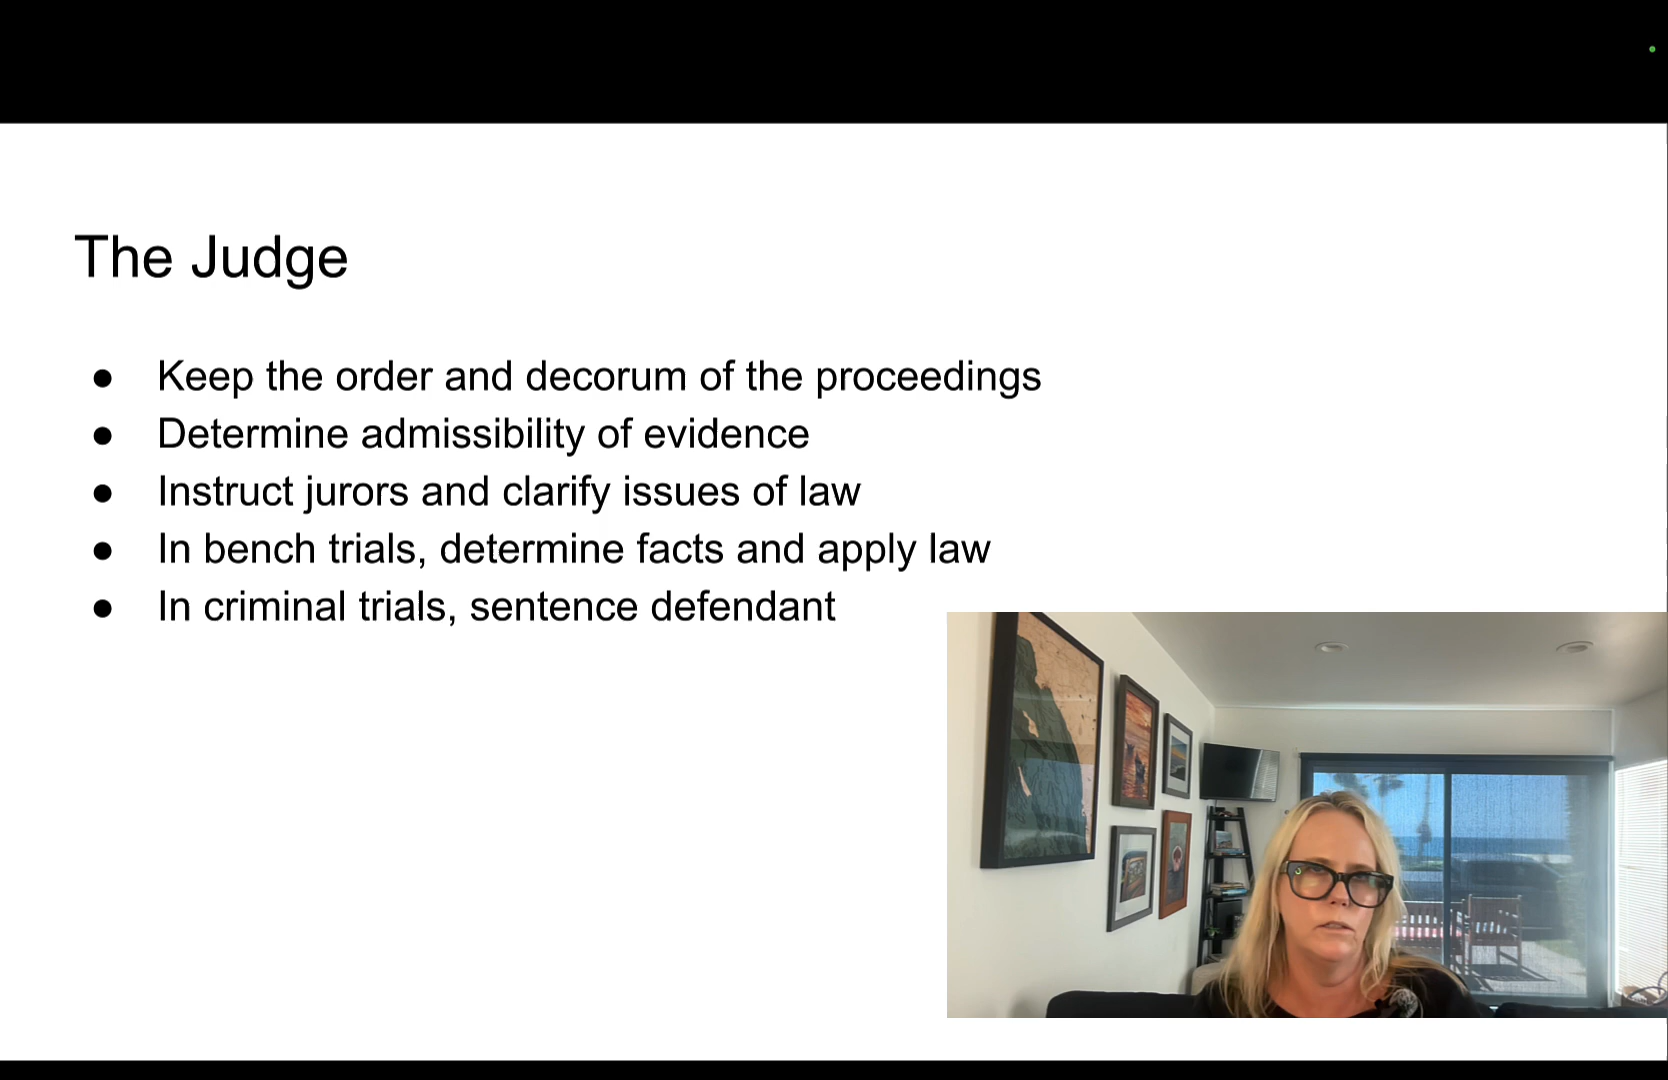 The Judge
● Keep the order and decorum of the proceedings
● Determine admissibility of evidence
● Instruct jurors and clarify issues of law
● In bench trials, determine facts and apply law
● In criminal trials, sentence defendant